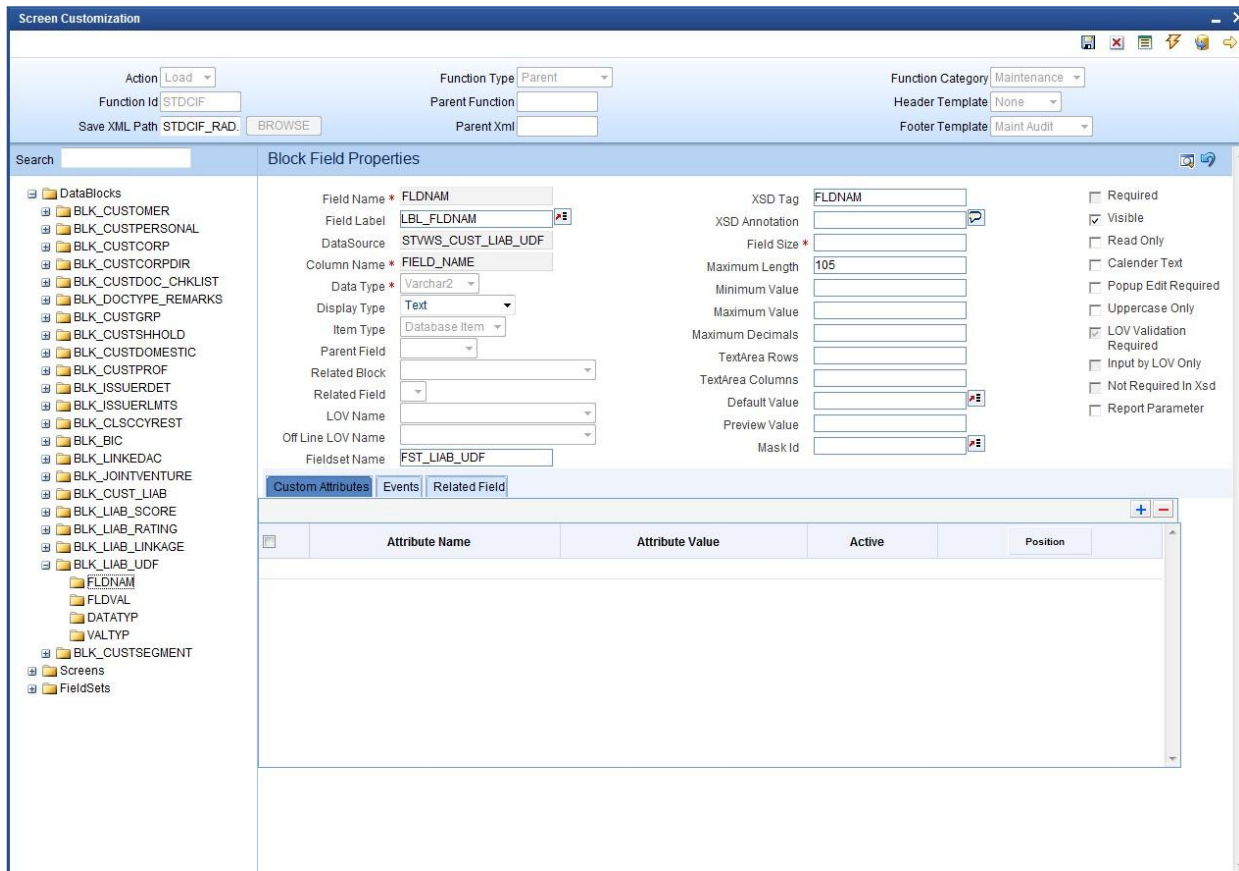 Screen Customization
Action Load
Function Type Parent
Function Category Maintenance
Function Id STDCIF
Parent Function
Header Template None
Save XML Path STDCIF_RAD. BROWSE
Parent Xml
Footer Template Maint Audit
Search
Block Field Properties
DataBlocks
BLK_CUSTOMER
BLK_CUSTPERSONAL
BLK_CUSTCORP
BLK_CUSTCORPDIR
BLK_CUSTDOC_CHKLIST
BLK_DOCTYPE_REMARKS
BLK_CUSTGRP
BLK_CUSTSHHOLD
BLK_CUSTDOMESTIC
BLK_CUSTPROF
BLK_ISSUERDET
BLK_ISSUERLMTS
BLK_CLSCCYREST
BLK_BIC
BLK_LINKEDAC
BLK_JOINTVENTURE
BLK_CUST_LIAB
BLK_LIAB_SCORE
BLK_LIAB_RATING
BLK_LIAB_LINKAGE
BLK_LIAB_UDF
FLDNAM
FLDVAL
DATATYP
VALTYP
BLK_CUSTSEGMENT
Screens
FieldSets
Field Name * FLDNAM
Field Label LBL_FLDNAM
DataSource STVWS_CUST_LIAB_UDF
Column Name * FIELD_NAME
Data Type * Varchar2
Display Type Text
Item Type Database Item
Parent Field
Related Block
Related Field
LOV Name
Off Line LOV Name
Fieldset Name FST_LIAB_UDF
XSD Tag FLDNAM
XSD Annotation
Field Size *
Maximum Length 105
Minimum Value
Maximum Value
Maximum Decimals
TextArea Rows
TextArea Columns
Default Value
Preview Value
Mask Id
Required
Visible
Read Only
Calender Text
Popup Edit Required
Uppercase Only
LOV Validation
Required
Input by LOV Only
Not Required In Xsd
Report Parameter
Custom Attributes Events Related Field
Attribute Name Attribute Value Active Position